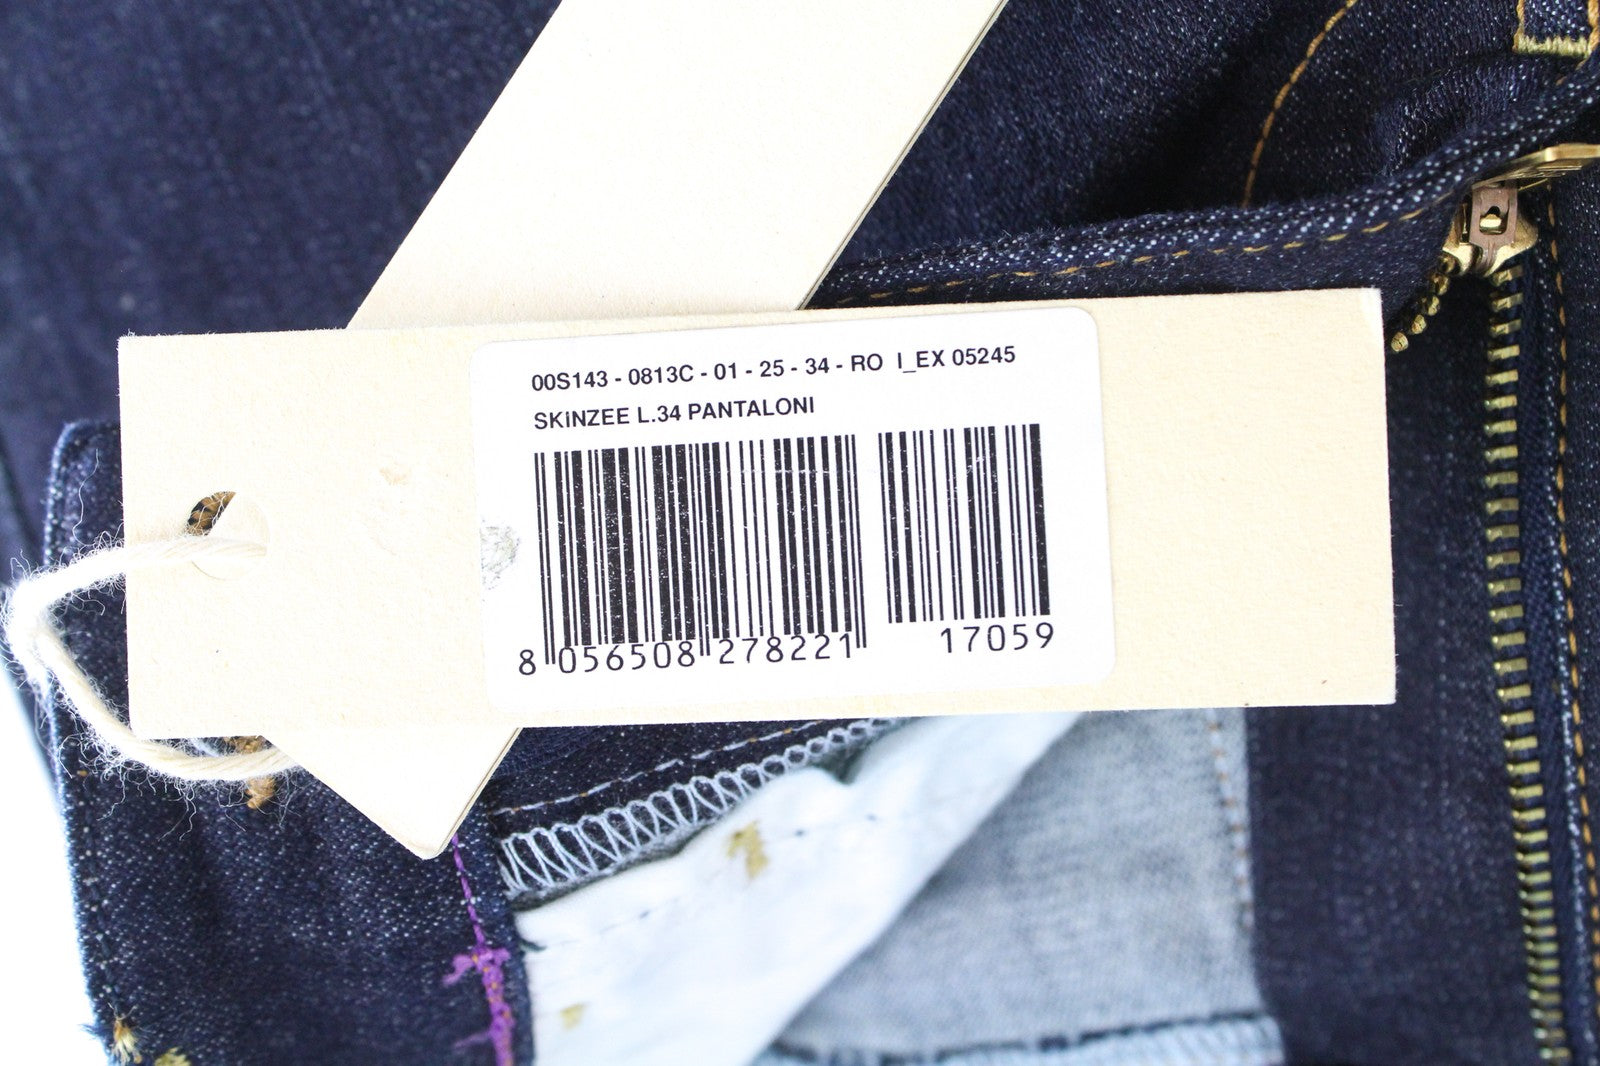 00S143 - 0813C - 01 - 25 - 34 - RO I_EX 05245
SKiNZEE L.34 PANTALONI
8 056508 278221 17059